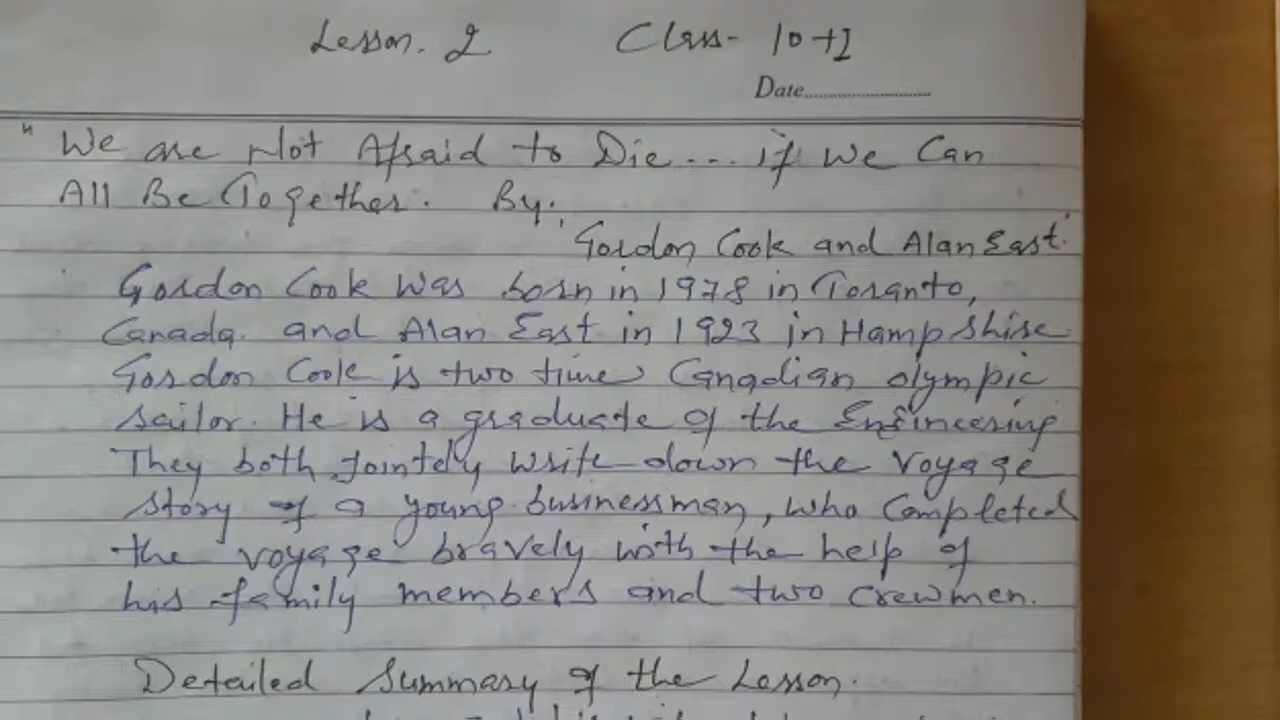 Lesson. 2 Class- 10+1
Date..............................
" We are Not Afraid to Die... if we Can
All Be Together. By.
'Gordon Cook and Alan East.'
Gordon Cook was born in 1978 in Toranto,
Canada. and Alan East in 1923 in Hampshire
Gordon Cook is two time Canadian olympic
sailor. He is a graduate of the Engineering
They both Jointely write down the voyage
story of a young businessman, who Completed
the voyage bravely with the help of
his family members and two crewmen.
Detailed Summary of the Lesson.